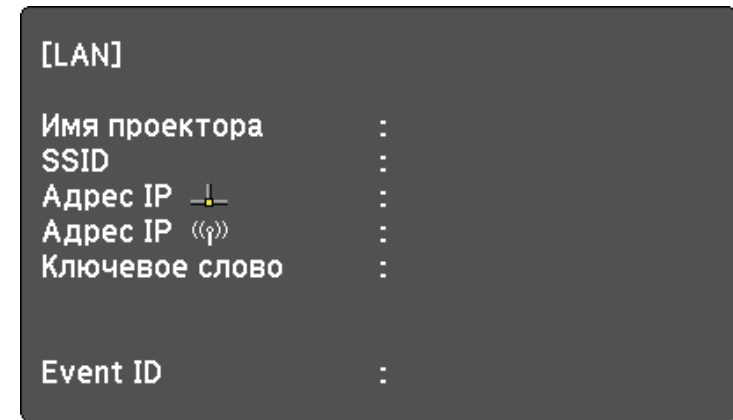 [LAN]
Имя проектора :
SSID :
Адрес IP :
Адрес IP :
Ключевое слово :
Event ID :